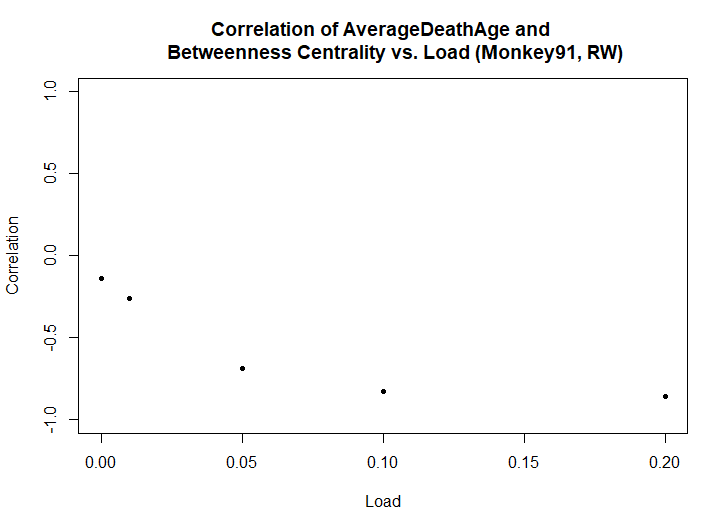 Correlation of AverageDeathAge and
Betweenness Centrality vs. Load (Monkey91, RW)
1.0
0.5
0.0
-0.5
-1.0
Correlation
0.00 0.05 0.10 0.15 0.20
Load